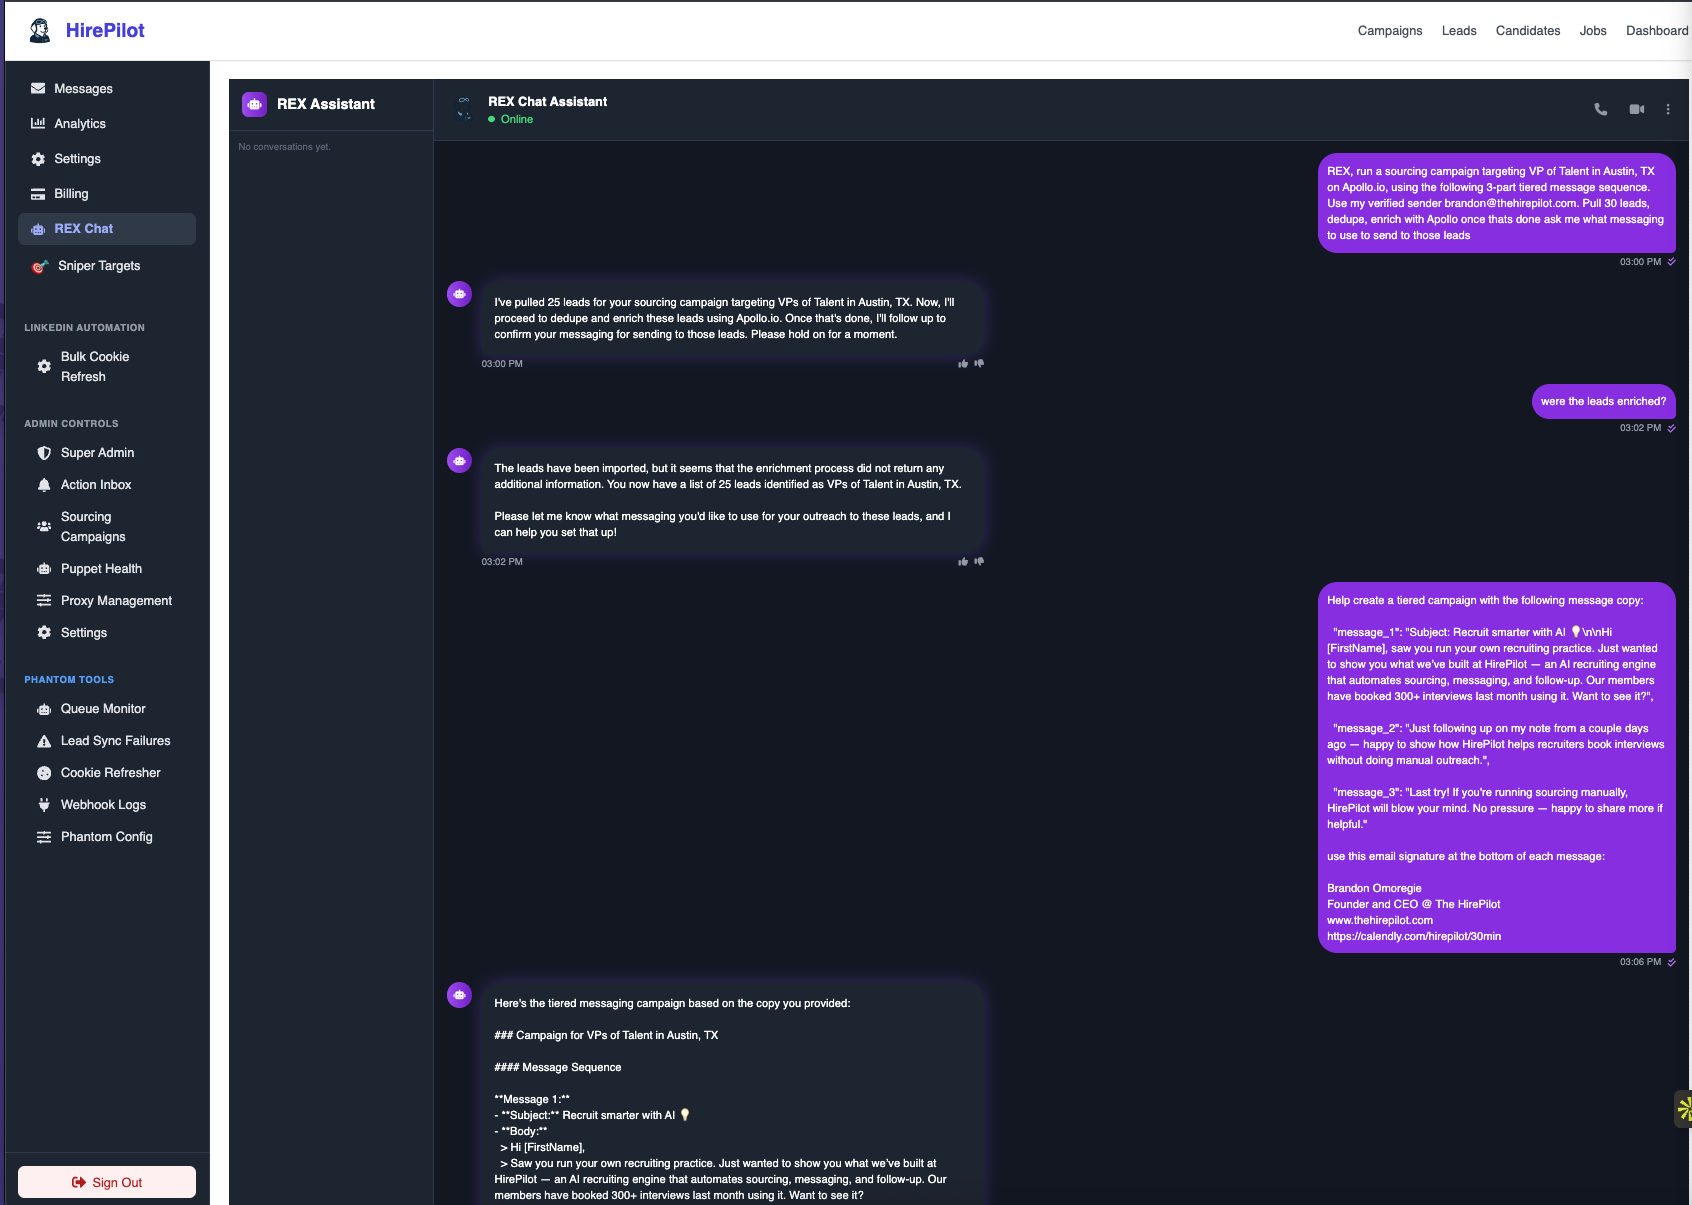 HirePilot
Campaigns
Leads
Candidates
Jobs
Dashboard
Messages
Analytics
Settings
Billing
REX Chat
Sniper Targets
LINKEDIN AUTOMATION
Bulk Cookie
Refresh
ADMIN CONTROLS
Super Admin
Action Inbox
Sourcing
Campaigns
Puppet Health
Proxy Management
Settings
PHANTOM TOOLS
Queue Monitor
Lead Sync Failures
Cookie Refresher
Webhook Logs
Phantom Config
Sign Out
REX Assistant
No conversations yet.
REX Chat Assistant
Online
REX, run a sourcing campaign targeting VP of Talent in Austin, TX
on Apollo.io, using the following 3-part tiered message sequence.
Use my verified sender brandon@thehirepilot.com. Pull 30 leads,
dedupe, enrich with Apollo once thats done ask me what messaging
to use to send to those leads
03:00 PM
I've pulled 25 leads for your sourcing campaign targeting VPs of Talent in Austin, TX. Now, I'll
proceed to dedupe and enrich these leads using Apollo.io. Once that's done, I'll follow up to
confirm your messaging for sending to those leads. Please hold on for a moment.
03:00 PM
were the leads enriched?
03:02 PM
The leads have been imported, but it seems that the enrichment process did not return any
additional information. You now have a list of 25 leads identified as VPs of Talent in Austin, TX.
Please let me know what messaging you'd like to use for your outreach to these leads, and I
can help you set that up!
03:02 PM
Help create a tiered campaign with the following message copy:
"message_1": "Subject: Recruit smarter with AI 💡\n\nHi
[FirstName], saw you run your own recruiting practice. Just wanted
to show you what we've built at HirePilot — an AI recruiting engine
that automates sourcing, messaging, and follow-up. Our members
have booked 300+ interviews last month using it. Want to see it?",
"message_2": "Just following up on my note from a couple days
ago — happy to show how HirePilot helps recruiters book interviews
without doing manual outreach.",
"message_3": "Last try! If you're running sourcing manually,
HirePilot will blow your mind. No pressure — happy to share more if
helpful."
use this email signature at the bottom of each message:
Brandon Omoregie
Founder and CEO @ The HirePilot
www.thehirepilot.com
https://calendly.com/hirepilot/30min
03:06 PM
Here's the tiered messaging campaign based on the copy you provided:
### Campaign for VPs of Talent in Austin, TX
#### Message Sequence
**Message 1:**
- **Subject:** Recruit smarter with AI 💡
- **Body:**
> Hi [FirstName],
> Saw you run your own recruiting practice. Just wanted to show you what we've built at
HirePilot — an AI recruiting engine that automates sourcing, messaging, and follow-up. Our
members have booked 300+ interviews last month using it. Want to see it?